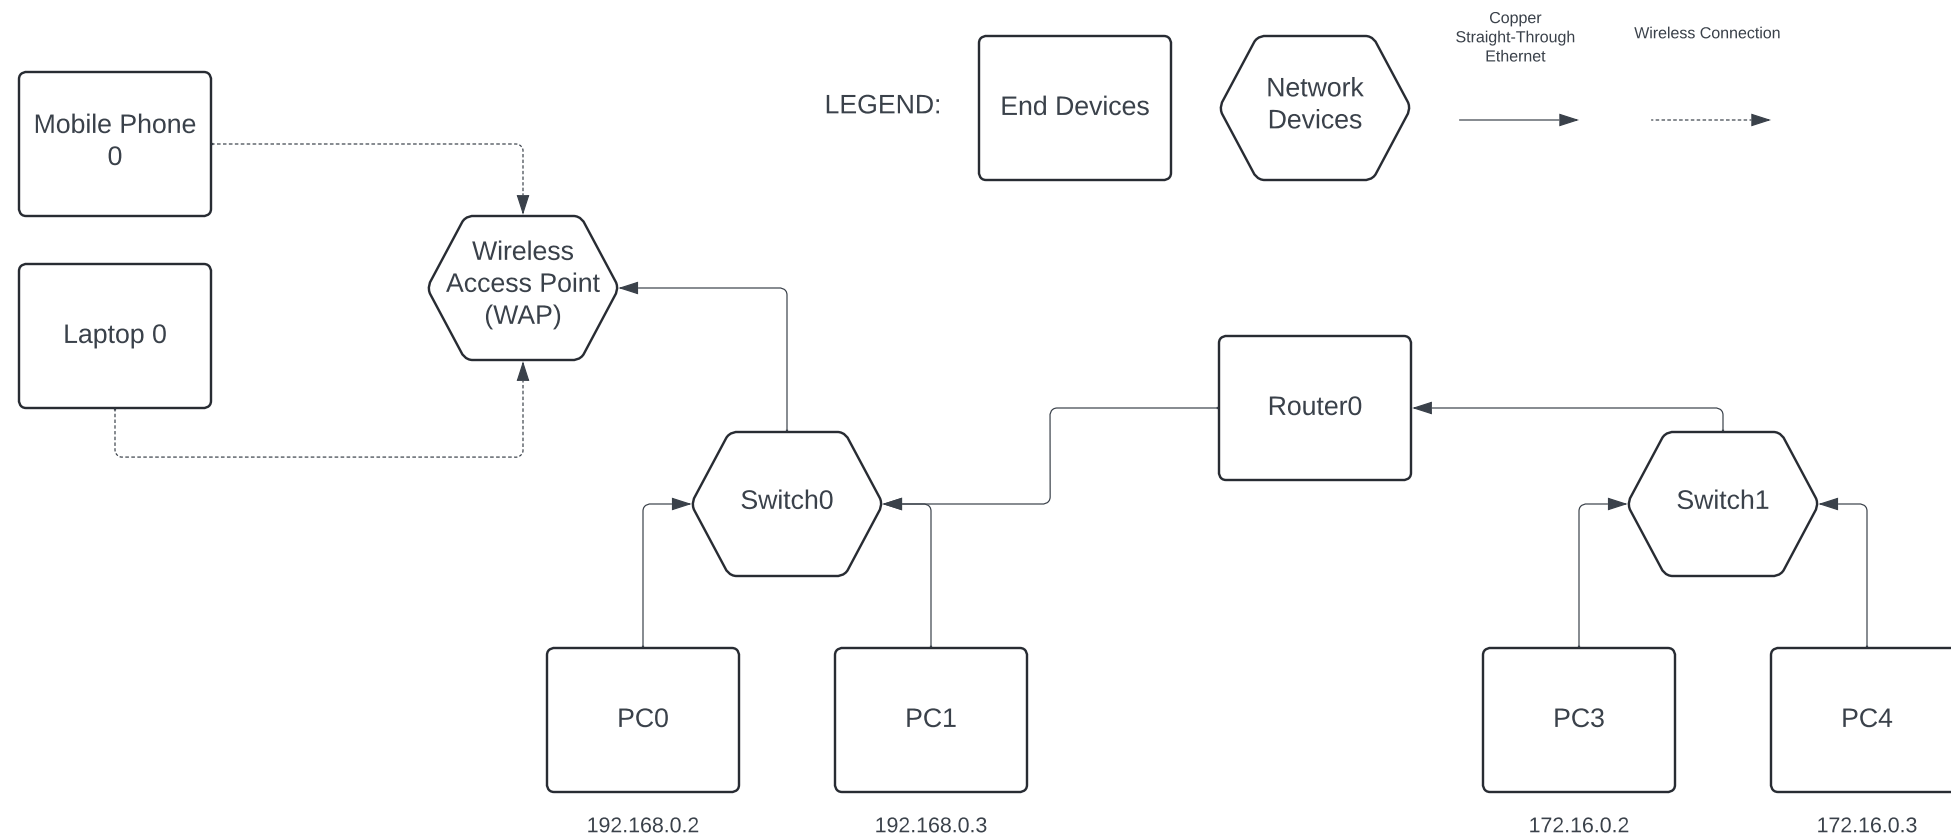 Copper
Straight-Through
Ethernet
Wireless Connection
LEGEND:
End Devices
Network
Devices
Mobile Phone
0
Wireless
Access Point
(WAP)
Laptop 0
Router0
Switch0
Switch1
PC0
PC1
PC3
PC4
192.168.0.2
192.168.0.3
172.16.0.2
172.16.0.3